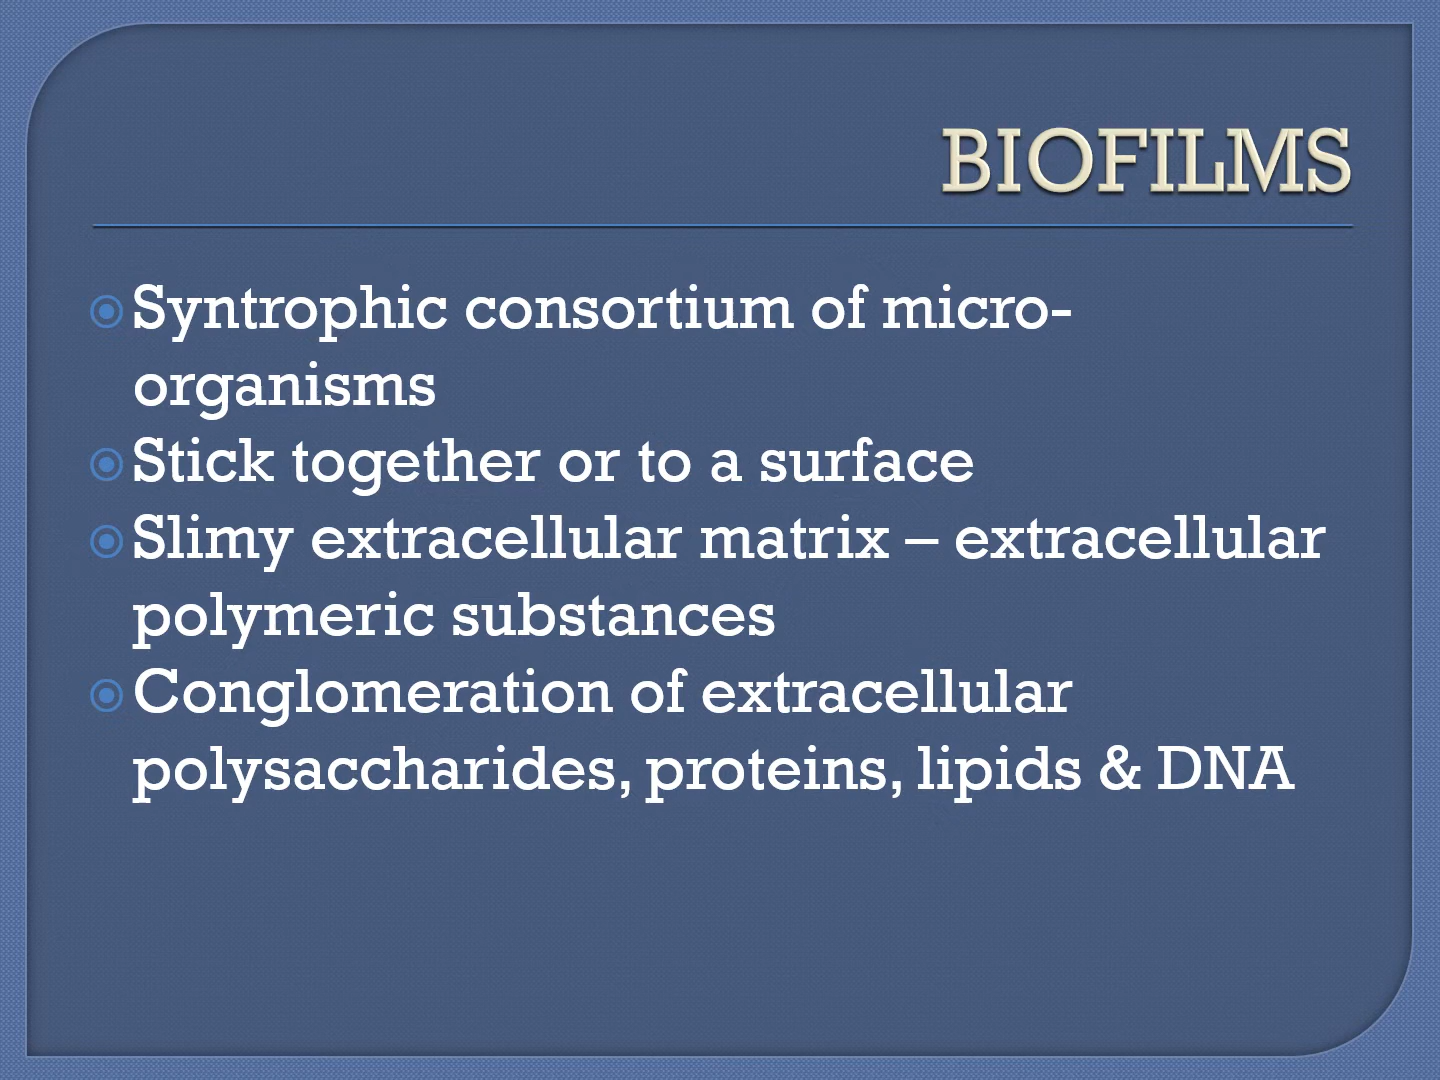 BIOFILMS
Syntrophic consortium of micro-
organisms
Stick together or to a surface
Slimy extracellular matrix – extracellular
polymeric substances
Conglomeration of extracellular
polysaccharides, proteins, lipids & DNA